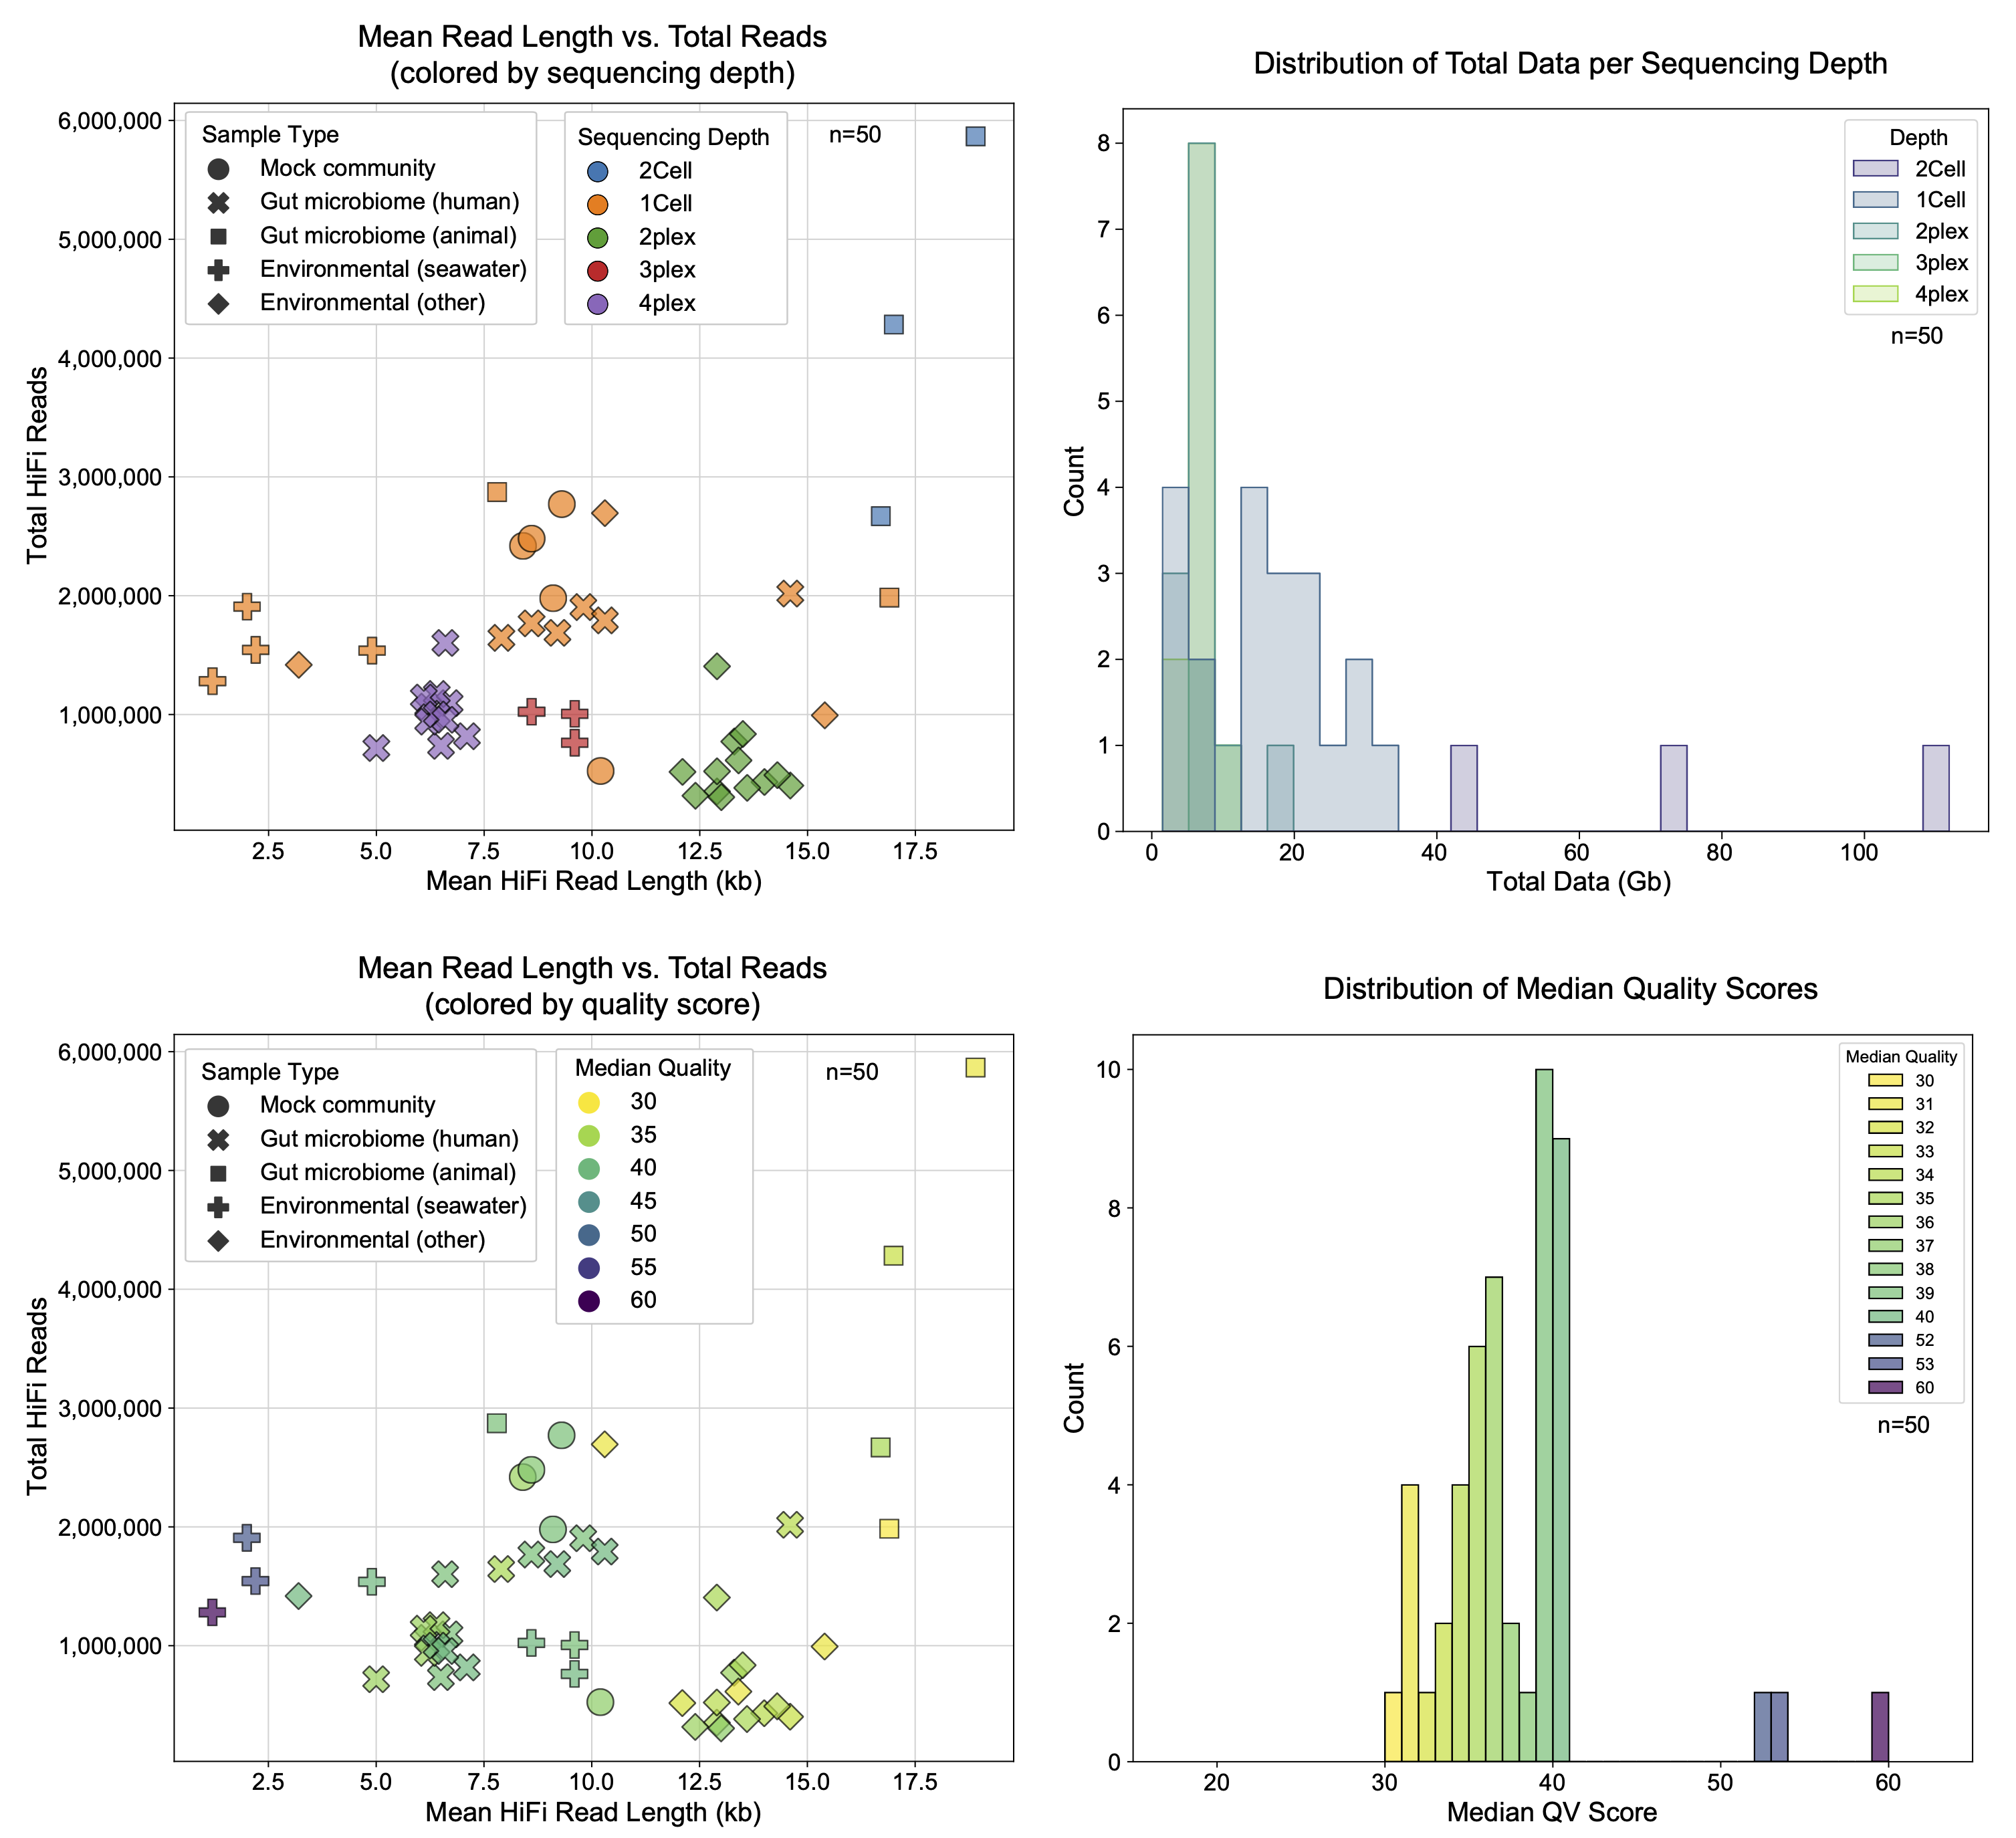 Mean Read Length vs. Total Reads
(colored by sequencing depth)
Total HiFi Reads
6,000,000
5,000,000
4,000,000
3,000,000
2,000,000
1,000,000
Sample Type
Mock community
Gut microbiome (human)
Gut microbiome (animal)
Environmental (seawater)
Environmental (other)
Sequencing Depth
2Cell
1Cell
2plex
3plex
4plex
n=50
2.5 5.0 7.5 10.0 12.5 15.0 17.5
Mean HiFi Read Length (kb)
Distribution of Total Data per Sequencing Depth
Count
8
7
6
5
4
3
2
1
0
Depth
2Cell
1Cell
2plex
3plex
4plex
n=50
0 20 40 60 80 100
Total Data (Gb)
Mean Read Length vs. Total Reads
(colored by quality score)
Total HiFi Reads
6,000,000
5,000,000
4,000,000
3,000,000
2,000,000
1,000,000
Sample Type
Mock community
Gut microbiome (human)
Gut microbiome (animal)
Environmental (seawater)
Environmental (other)
Median Quality
30
35
40
45
50
55
60
n=50
2.5 5.0 7.5 10.0 12.5 15.0 17.5
Mean HiFi Read Length (kb)
Distribution of Median Quality Scores
Count
10
8
6
4
2
0
Median Quality
30
31
32
33
34
35
36
37
38
39
40
52
53
60
n=50
20 30 40 50 60
Median QV Score